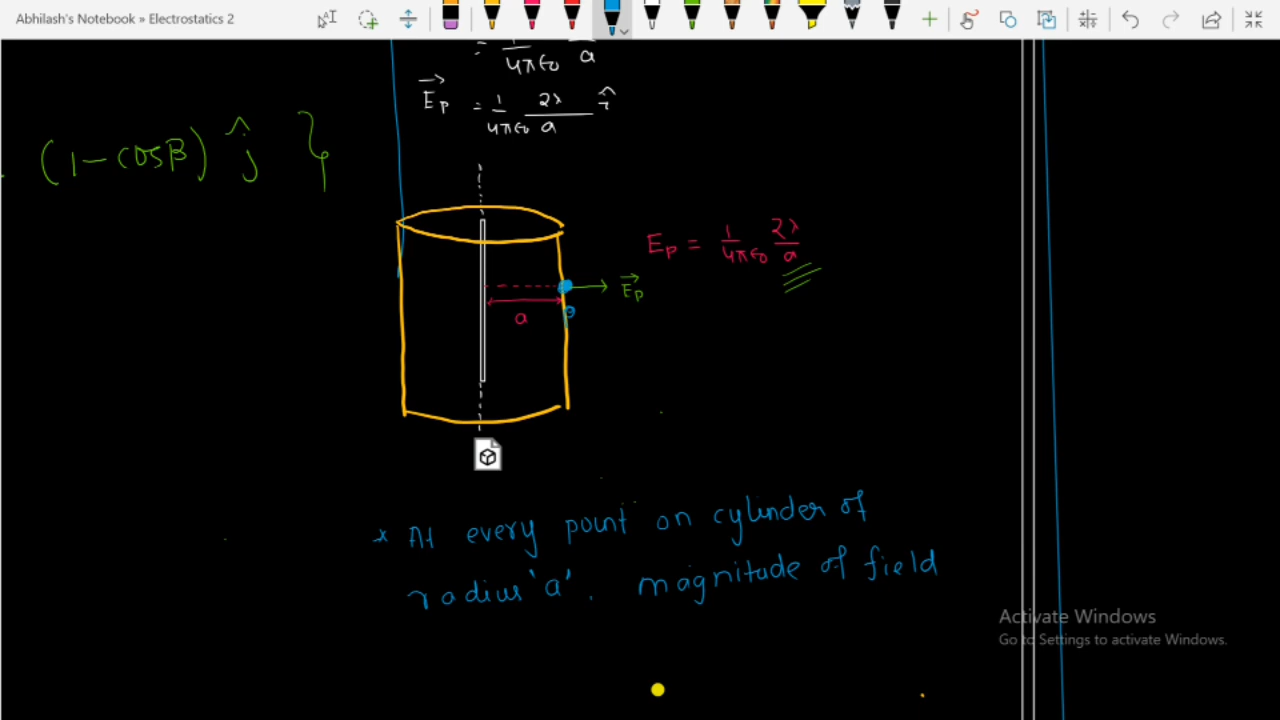 Abhilash's Notebook » Electrostatics 2
= 1/4πε₀ a
E⃗p = 1/4πε₀ 2λ/a î
(1-cosβ) ĵ }
Ep = 1/4πε₀ 2λ/a
E⃗p
a
* At every point on cylinder of
radius 'a', magnitude of field
Activate Windows
Go to Settings to activate Windows.